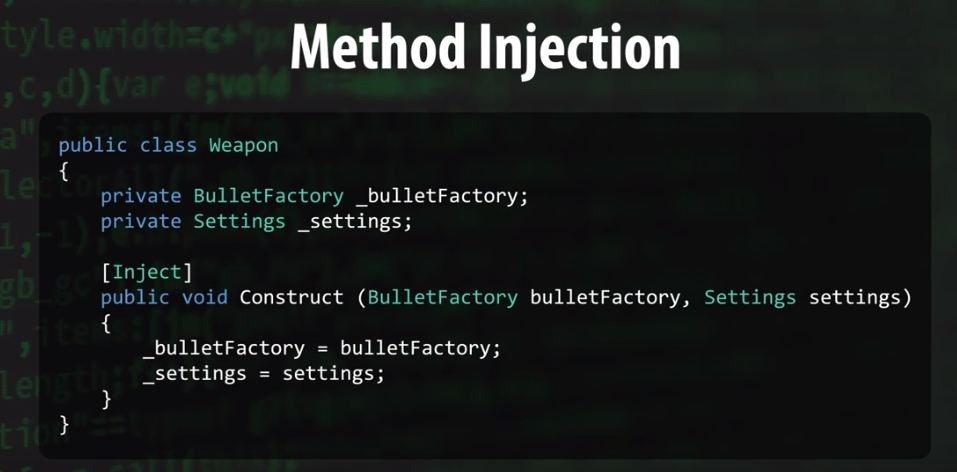 Method Injection
public class Weapon
{
private BulletFactory _bulletFactory;
private Settings _settings;
[Inject]
public void Construct (BulletFactory bulletFactory, Settings settings)
{
_bulletFactory = bulletFactory;
_settings = settings;
}
}